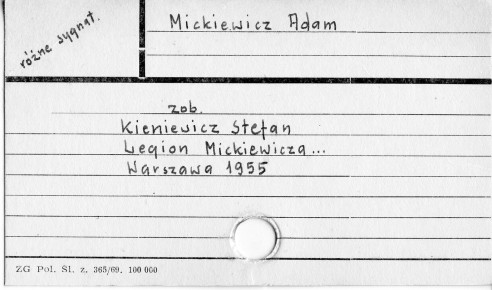 różne sygnat.
Mickiewicz Adam
zob.
Kieniewicz Stefan
Legion Mickiewicza...
Warszawa 1955
ZG Pol. Sl. z. 365/69. 100 000